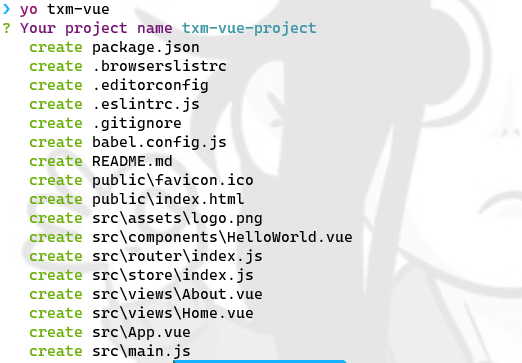 ❯ yo txm-vue
? Your project name txm-vue-project
create package.json
create .browserslistrc
create .editorconfig
create .eslintrc.js
create .gitignore
create babel.config.js
create README.md
create public\favicon.ico
create public\index.html
create src\assets\logo.png
create src\components\HelloWorld.vue
create src\router\index.js
create src\store\index.js
create src\views\About.vue
create src\views\Home.vue
create src\App.vue
create src\main.js